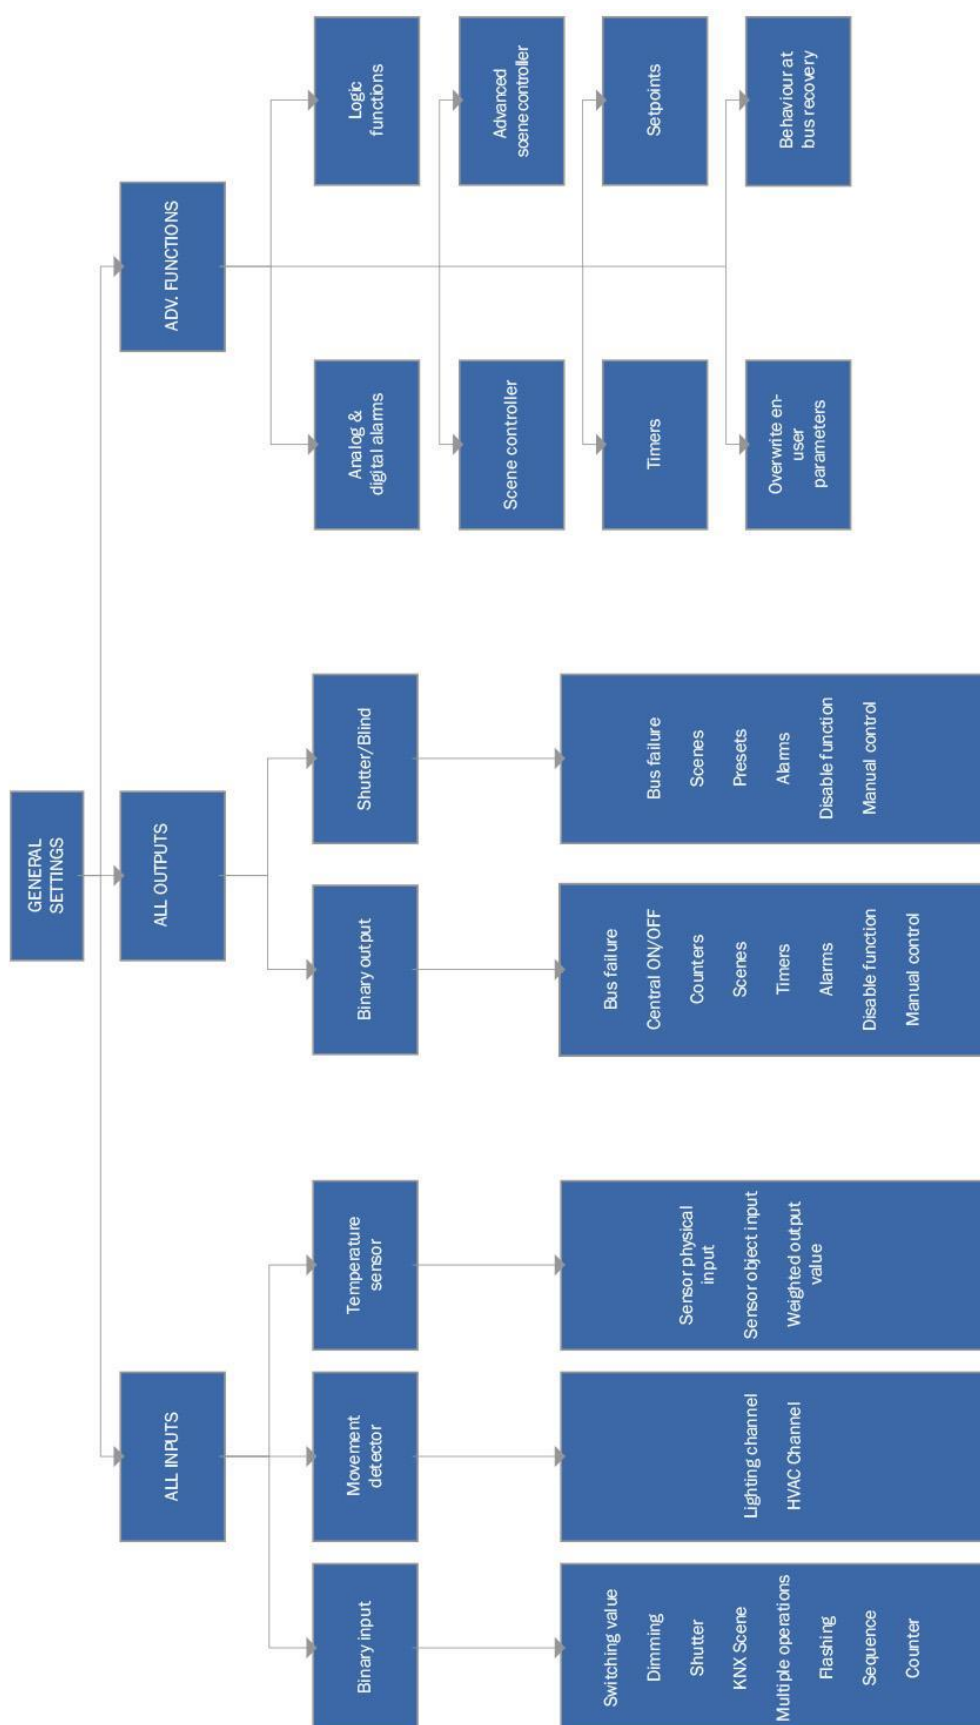 GENERAL
SETTINGS
ALL INPUTS
ALL OUTPUTS
ADV. FUNCTIONS
Binary input
Movement
detector
Temperature
sensor
Binary output
Shutter/Blind
Analog &
digital alarms
Logic
functions
Scene controller
Advanced
scene controller
Timers
Setpoints
Overwrite en-
user
parameters
Behaviour at
bus recovery
Switching value
Dimming
Shutter
KNX Scene
Multiple operations
Flashing
Sequence
Counter
Lighting channel
HVAC Channel
Sensor physical
input
Sensor object input
Weighted output
value
Bus failure
Central ON/OFF
Counters
Scenes
Timers
Alarms
Disable function
Manual control
Bus failure
Scenes
Presets
Alarms
Disable function
Manual control